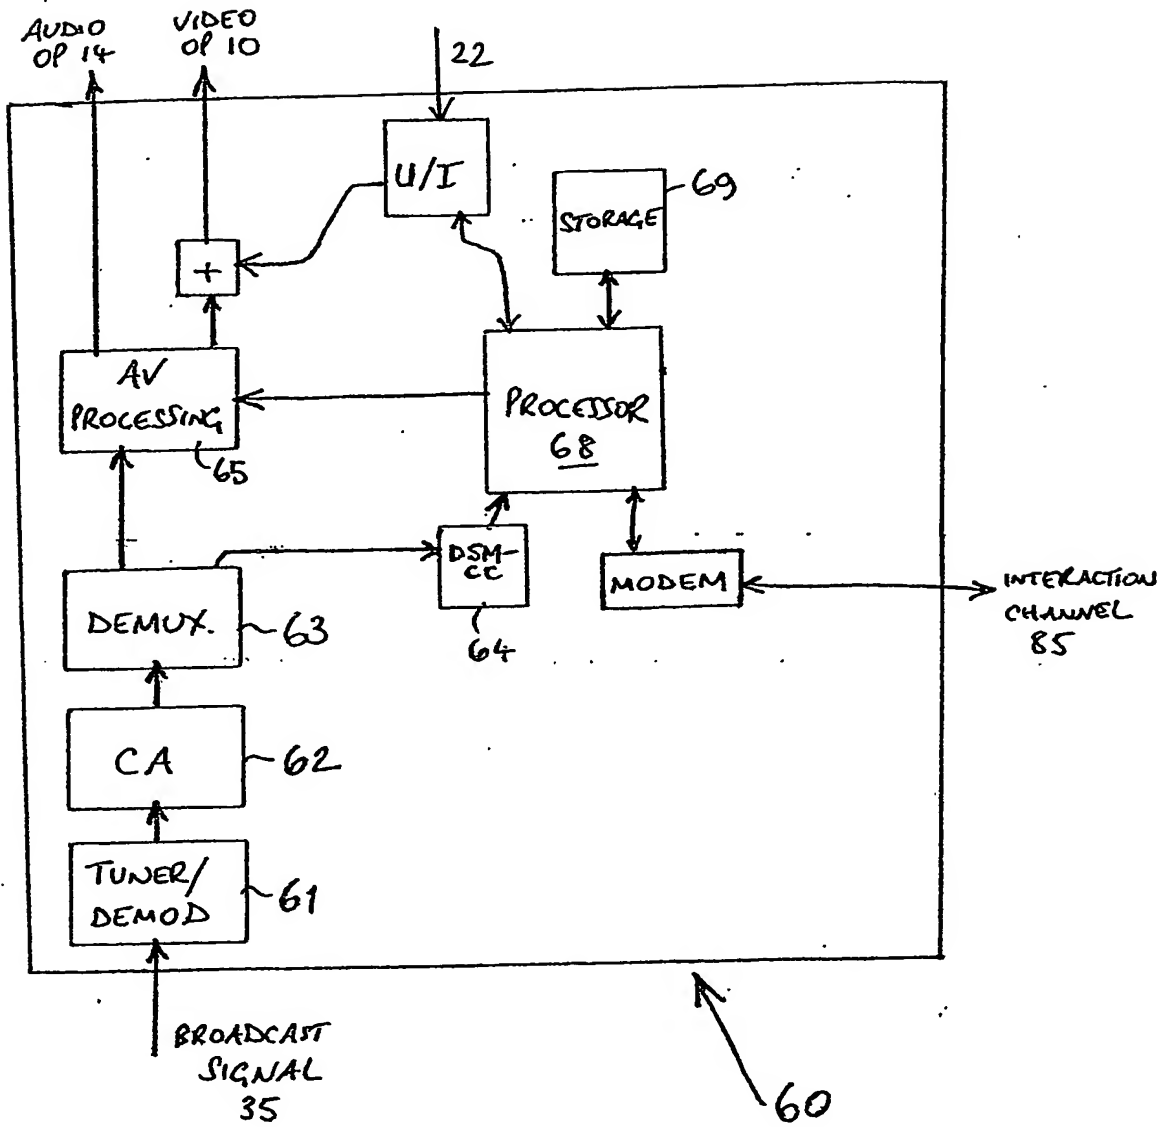 AUDIO
OP 14
VIDEO
OP 10
22
U/I
STORAGE
69
+
AV
PROCESSING
65
PROCESSOR
68
DSM-
CC
64
MODEM
INTERACTION
CHANNEL
85
DEMUX.
63
CA
62
TUNER/
DEMOD
61
BROADCAST
SIGNAL
35
60